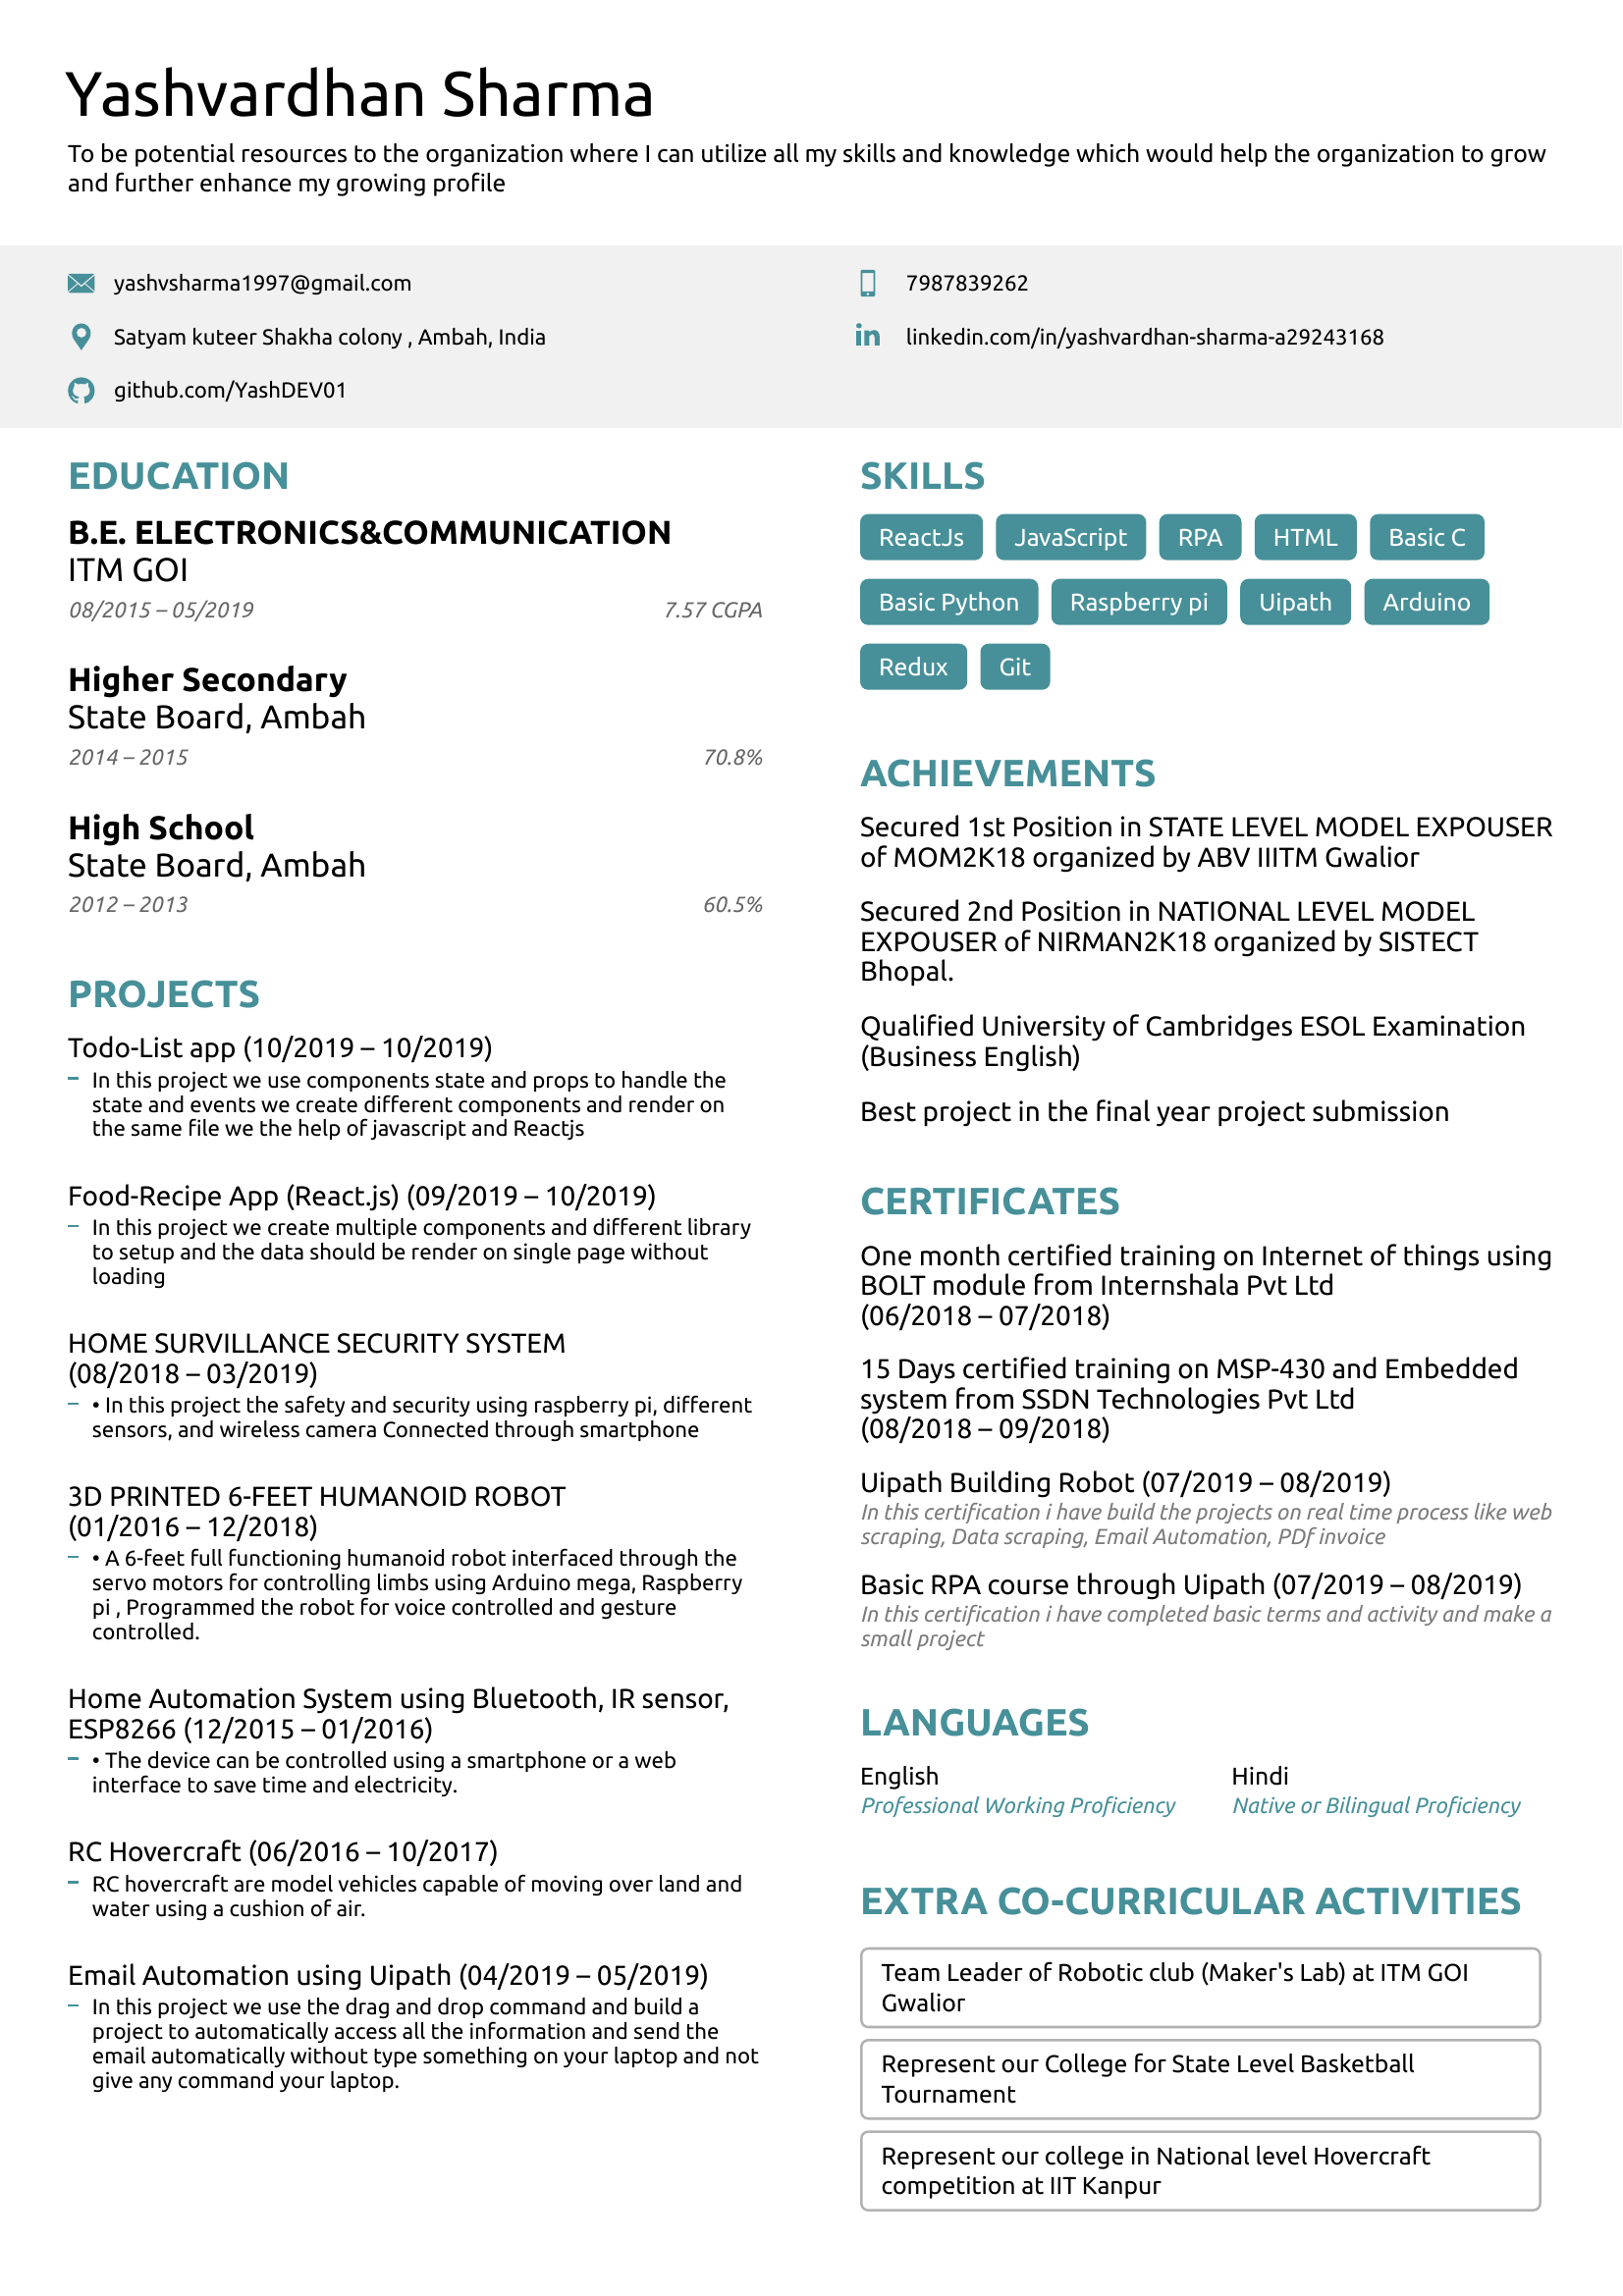 Yashvardhan Sharma
To be potential resources to the organization where I can utilize all my skills and knowledge which would help the organization to grow
and further enhance my growing profile
yashvsharma1997@gmail.com
7987839262
Satyam kuteer Shakha colony , Ambah, India
linkedin.com/in/yashvardhan-sharma-a29243168
github.com/YashDEV01
EDUCATION
B.E. ELECTRONICS&COMMUNICATION
ITM GOI
08/2015 – 05/2019 7.57 CGPA
Higher Secondary
State Board, Ambah
2014 – 2015 70.8%
High School
State Board, Ambah
2012 – 2013 60.5%
PROJECTS
Todo-List app (10/2019 – 10/2019)
– In this project we use components state and props to handle the
state and events we create different components and render on
the same file we the help of javascript and Reactjs
Food-Recipe App (React.js) (09/2019 – 10/2019)
– In this project we create multiple components and different library
to setup and the data should be render on single page without
loading
HOME SURVILLANCE SECURITY SYSTEM
(08/2018 – 03/2019)
– • In this project the safety and security using raspberry pi, different
sensors, and wireless camera Connected through smartphone
3D PRINTED 6-FEET HUMANOID ROBOT
(01/2016 – 12/2018)
– • A 6-feet full functioning humanoid robot interfaced through the
servo motors for controlling limbs using Arduino mega, Raspberry
pi , Programmed the robot for voice controlled and gesture
controlled.
Home Automation System using Bluetooth, IR sensor,
ESP8266 (12/2015 – 01/2016)
– • The device can be controlled using a smartphone or a web
interface to save time and electricity.
RC Hovercraft (06/2016 – 10/2017)
– RC hovercraft are model vehicles capable of moving over land and
water using a cushion of air.
Email Automation using Uipath (04/2019 – 05/2019)
– In this project we use the drag and drop command and build a
project to automatically access all the information and send the
email automatically without type something on your laptop and not
give any command your laptop.
SKILLS
ReactJs JavaScript RPA HTML Basic C
Basic Python Raspberry pi Uipath Arduino
Redux Git
ACHIEVEMENTS
Secured 1st Position in STATE LEVEL MODEL EXPOUSER
of MOM2K18 organized by ABV IIITM Gwalior
Secured 2nd Position in NATIONAL LEVEL MODEL
EXPOUSER of NIRMAN2K18 organized by SISTECT
Bhopal.
Qualified University of Cambridges ESOL Examination
(Business English)
Best project in the final year project submission
CERTIFICATES
One month certified training on Internet of things using
BOLT module from Internshala Pvt Ltd
(06/2018 – 07/2018)
15 Days certified training on MSP-430 and Embedded
system from SSDN Technologies Pvt Ltd
(08/2018 – 09/2018)
Uipath Building Robot (07/2019 – 08/2019)
In this certification i have build the projects on real time process like web
scraping, Data scraping, Email Automation, PDf invoice
Basic RPA course through Uipath (07/2019 – 08/2019)
In this certification i have completed basic terms and activity and make a
small project
LANGUAGES
English Hindi
Professional Working Proficiency Native or Bilingual Proficiency
EXTRA CO-CURRICULAR ACTIVITIES
Team Leader of Robotic club (Maker's Lab) at ITM GOI
Gwalior
Represent our College for State Level Basketball
Tournament
Represent our college in National level Hovercraft
competition at IIT Kanpur